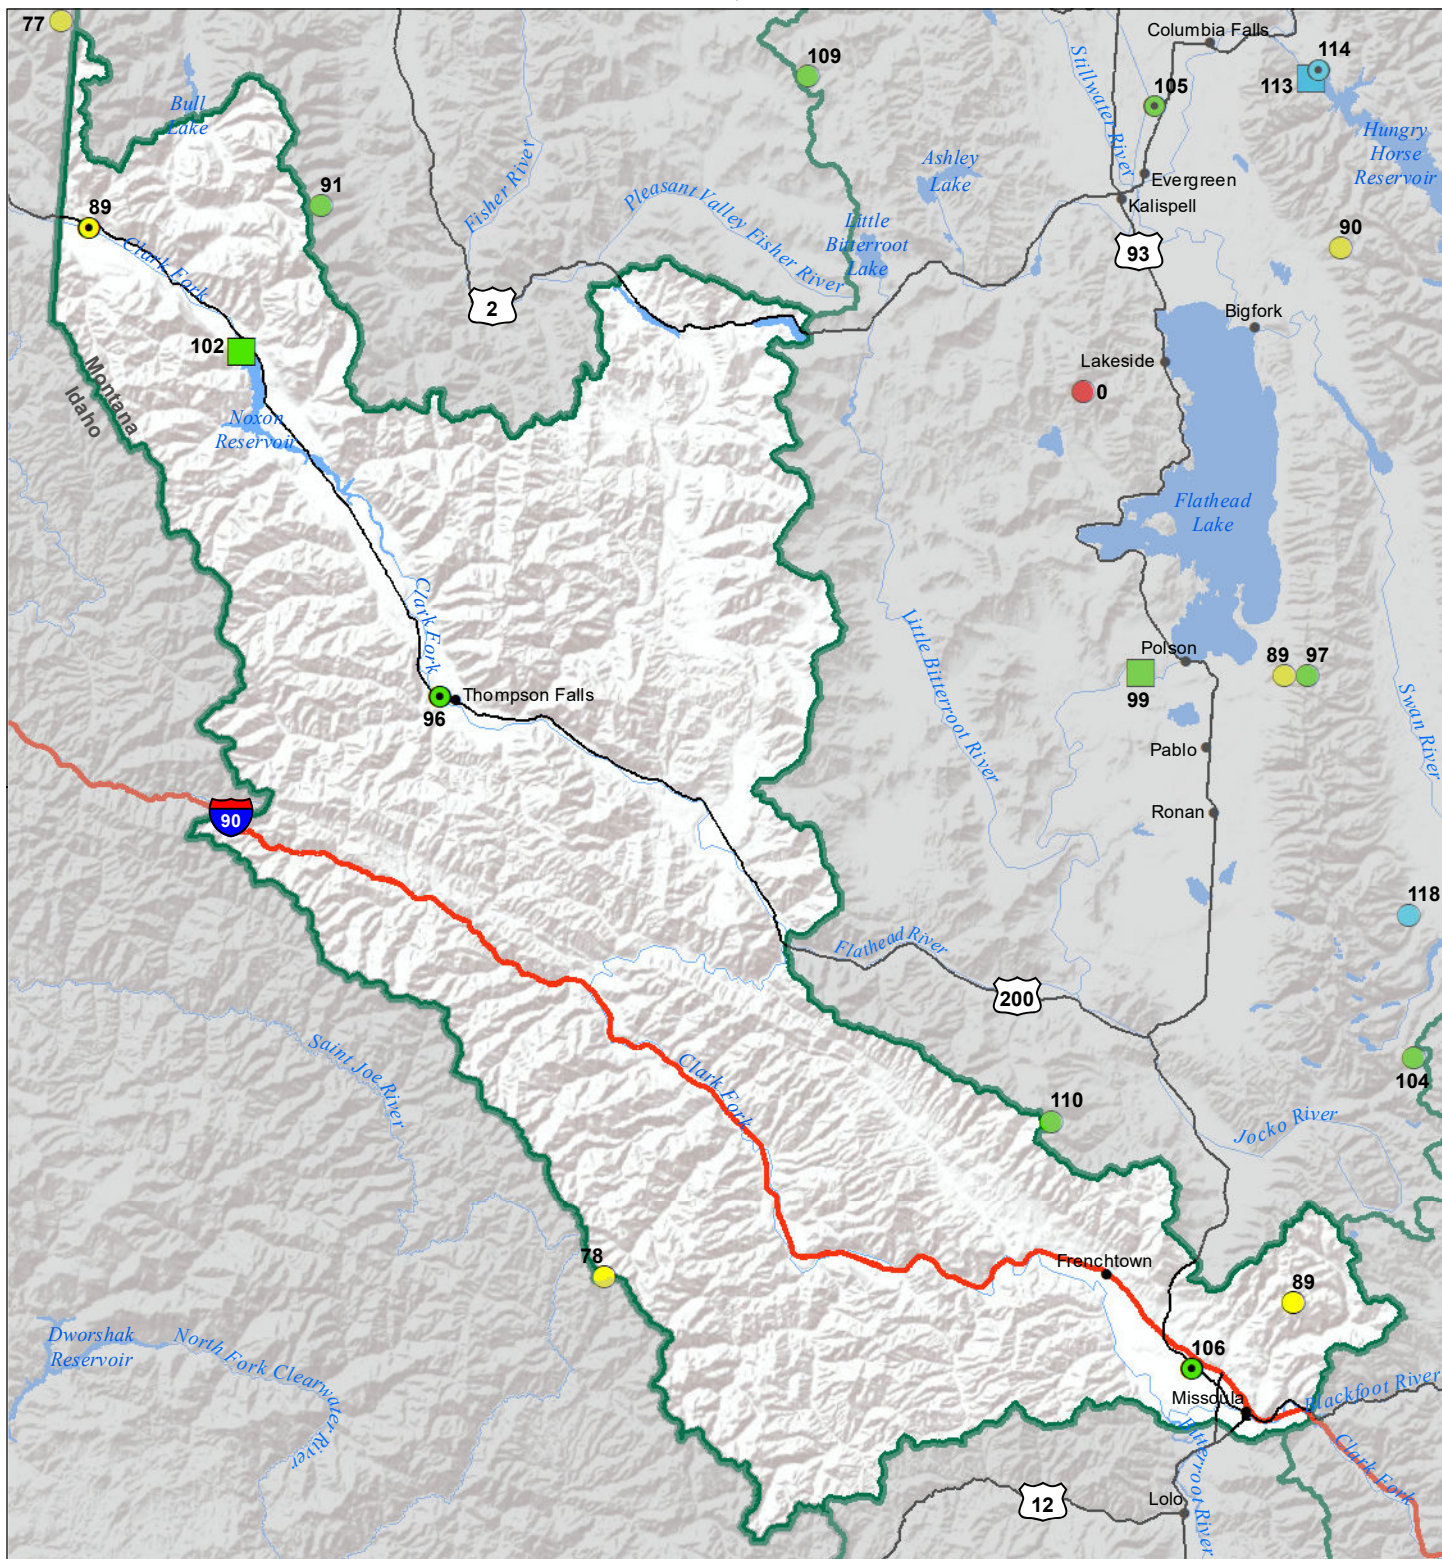 77
Columbia Falls
109
114
113
105
Bull
Lake
Stillwater River
Hungry
Horse
Reservoir
Fisher River
Ashley
Lake
91
Evergreen
Pleasant Valley Fisher River
Kalispell
89
Little
Bitterroot
Lake
90
93
Clark Fork
2
Bigfork
102
Lakeside
Montana
Idaho
0
Noxon
Reservoir
Flathead
Lake
Clark Fork
Little Bitterroot River
Polson
89
97
99
Thompson Falls
96
Swan River
Pablo
90
Ronan
118
Flathead River
200
Saint Joe River
Clark Fork
104
110
Jocko River
78
Frenchtown
89
Dworshak
Reservoir
North Fork Clearwater
River
106
Missoula
Blackfoot River
Bitterroot River
Clark Fork
12
Lolo